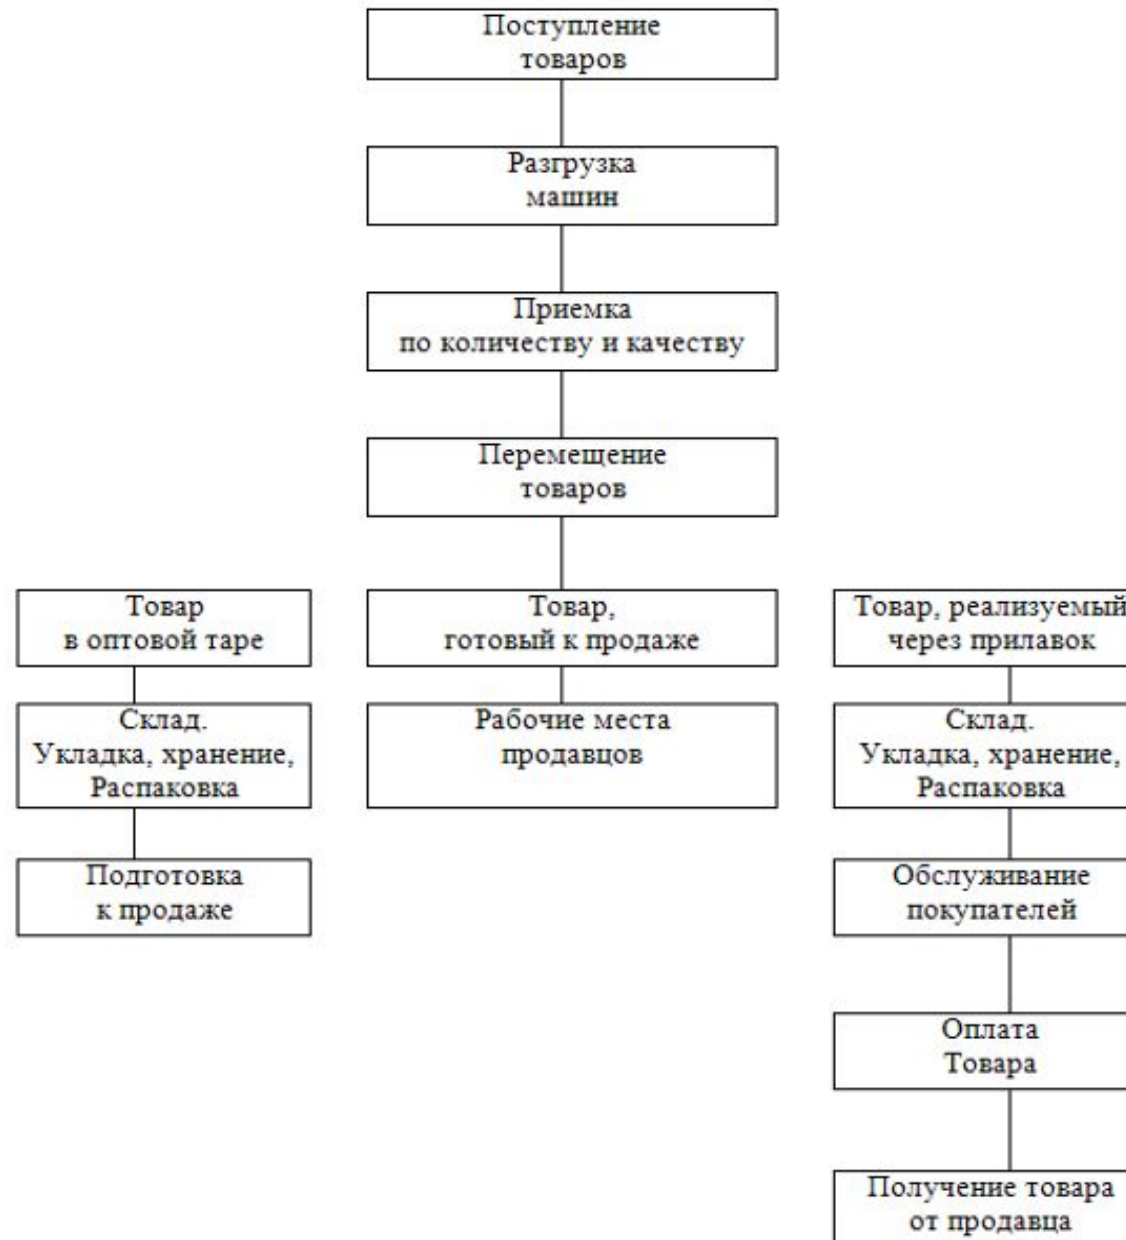 Поступление
товаров
Разгрузка
машин
Приемка
по количеству и качеству
Перемещение
товаров
Товар
в оптовой таре
Товар,
готовый к продаже
Товар, реализуемый
через прилавок
Склад.
Укладка, хранение,
Распаковка
Рабочие места
продавцов
Склад.
Укладка, хранение,
Распаковка
Подготовка
к продаже
Обслуживание
покупателей
Оплата
Товара
Получение товара
от продавца